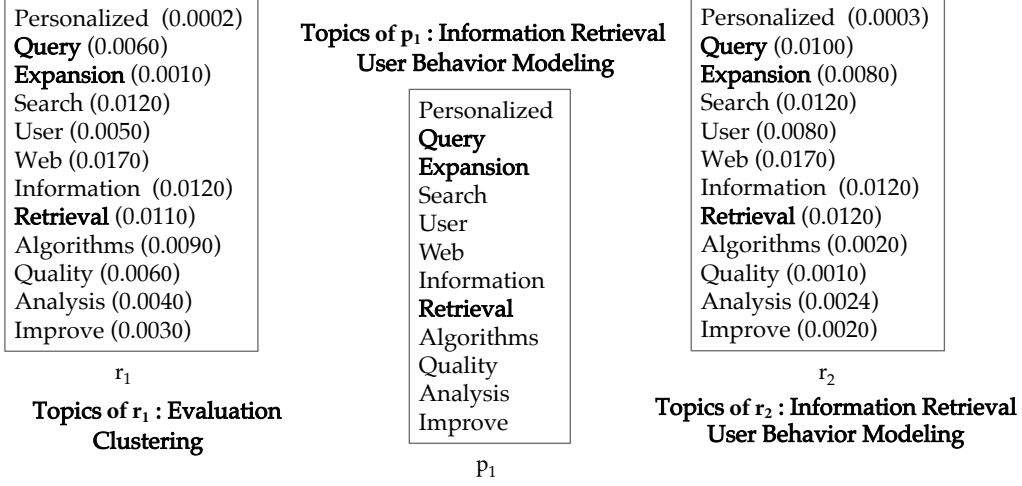 Personalized (0.0002)
Query (0.0060)
Expansion (0.0010)
Search (0.0120)
User (0.0050)
Web (0.0170)
Information (0.0120)
Retrieval (0.0110)
Algorithms (0.0090)
Quality (0.0060)
Analysis (0.0040)
Improve (0.0030)
r1
Topics of r1 : Evaluation
Clustering
Topics of p1 : Information Retrieval
User Behavior Modeling
Personalized
Query
Expansion
Search
User
Web
Information
Retrieval
Algorithms
Quality
Analysis
Improve
p1
Personalized (0.0003)
Query (0.0100)
Expansion (0.0080)
Search (0.0120)
User (0.0080)
Web (0.0170)
Information (0.0120)
Retrieval (0.0120)
Algorithms (0.0020)
Quality (0.0010)
Analysis (0.0024)
Improve (0.0020)
r2
Topics of r2 : Information Retrieval
User Behavior Modeling